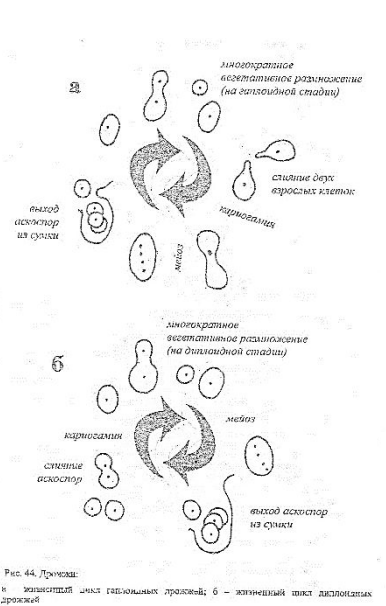 а
многократное
вегетативное размножение
(на гаплоидной стадии)
слияние двух
взрослых клеток
кариогамия
мейоз
выход
аскоспор
из сумки
б
многократное
вегетативное размножение
(на диплоидной стадии)
мейоз
кариогамия
слияние
аскоспор
выход аскоспор
из сумки
Рис. 44. Дрожжи:
а жизненный цикл гаплоидных дрожжей; б – жизненный цикл диплоидных
дрожжей